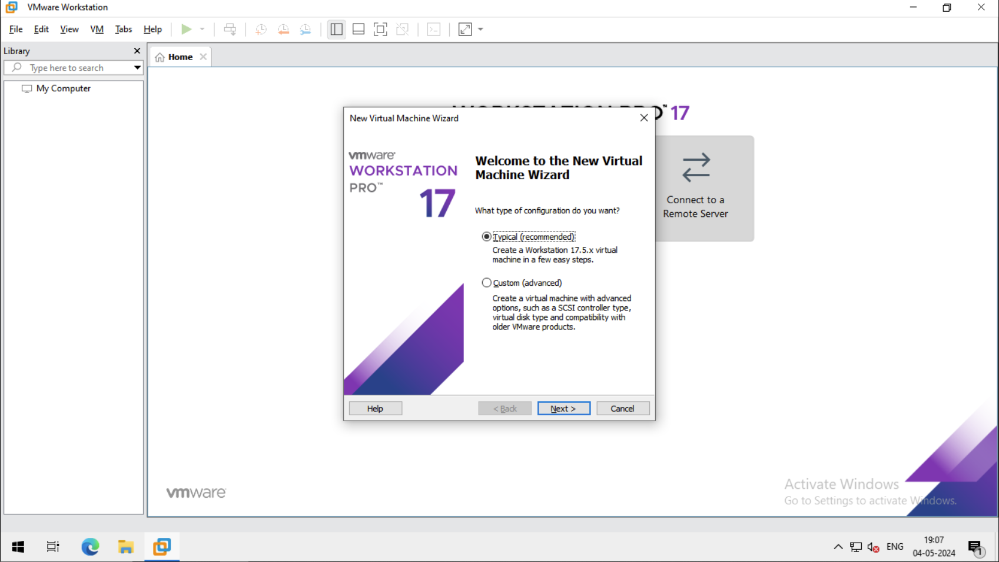 VMware Workstation
File Edit View VM Tabs Help
Library
Type here to search
Home
My Computer
17
New Virtual Machine Wizard
vmware
WORKSTATION
PRO™
17
Welcome to the New Virtual
Machine Wizard
What type of configuration do you want?
Typical (recommended)
Create a Workstation 17.5.x virtual
machine in a few easy steps.
Custom (advanced)
Create a virtual machine with advanced
options, such as a SCSI controller type,
virtual disk type and compatibility with
older VMware products.
Help < Back Next > Cancel
Connect to a
Remote Server
vmware
Activate Windows
Go to Settings to activate Windows.
ENG
19:07
04-05-2024
1